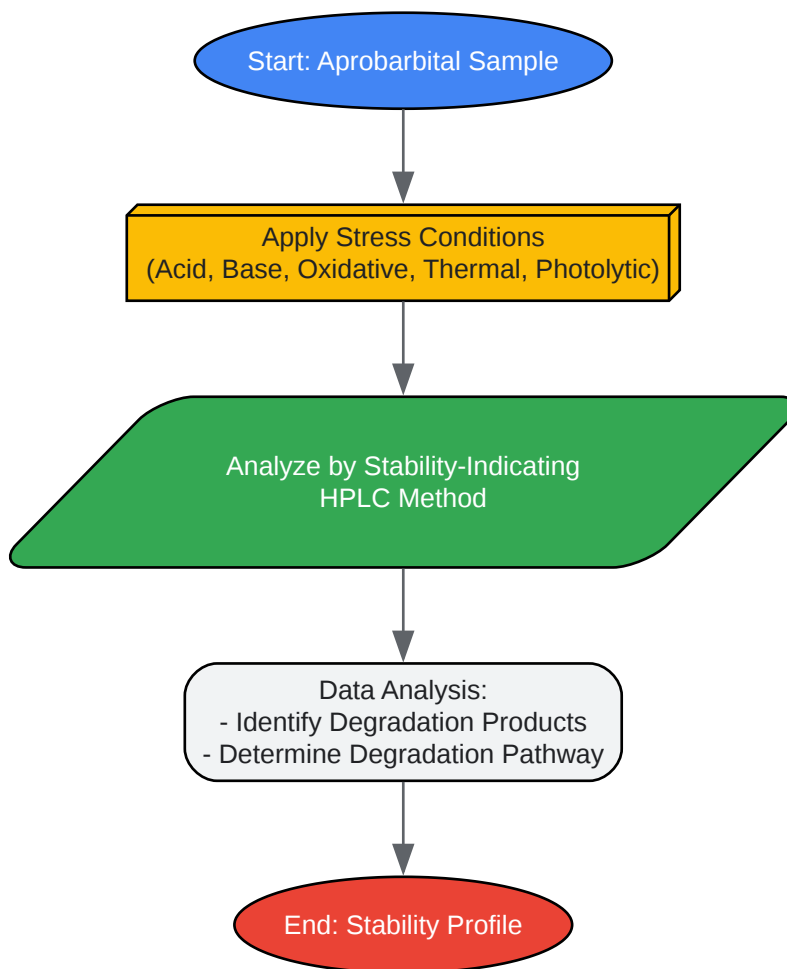 Start: Aprobarbital Sample
Apply Stress Conditions
(Acid, Base, Oxidative, Thermal, Photolytic)
Analyze by Stability-Indicating
HPLC Method
Data Analysis:
- Identify Degradation Products
- Determine Degradation Pathway
End: Stability Profile